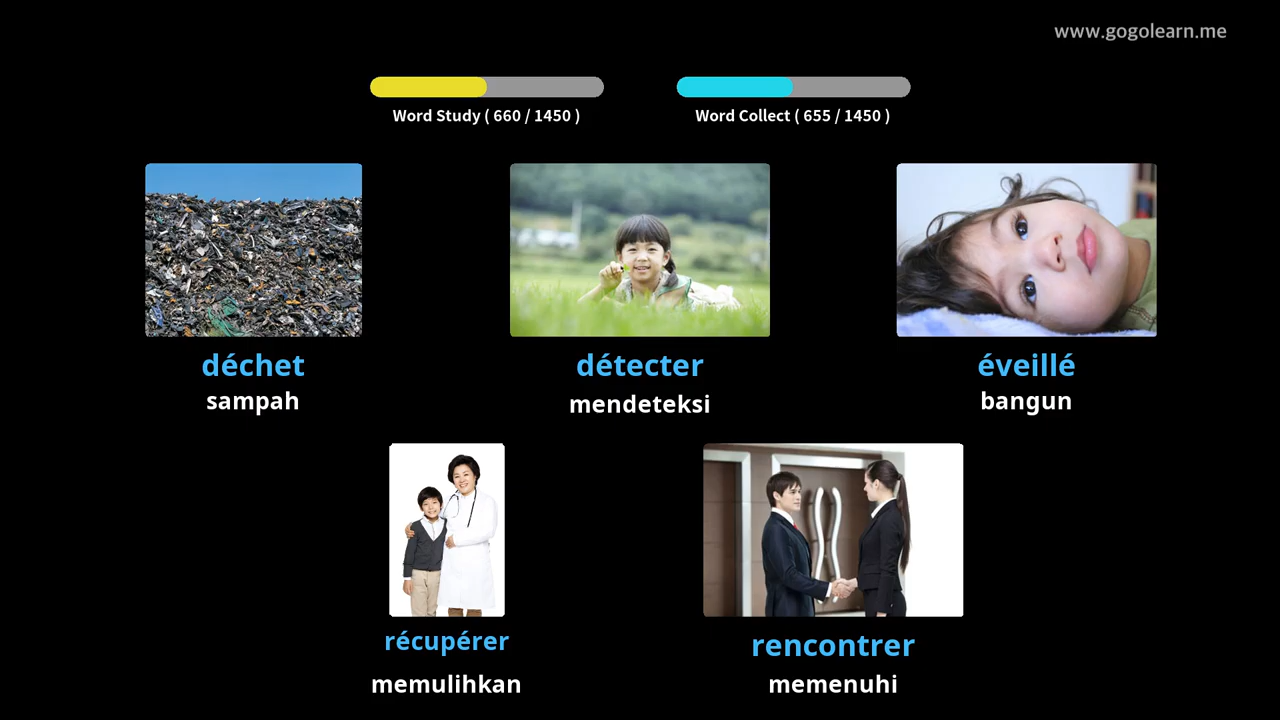 www.gogolearn.me
Word Study ( 660 / 1450 )
Word Collect ( 655 / 1450 )
déchet
sampah
détecter
mendeteksi
éveillé
bangun
récupérer
memulihkan
rencontrer
memenuhi